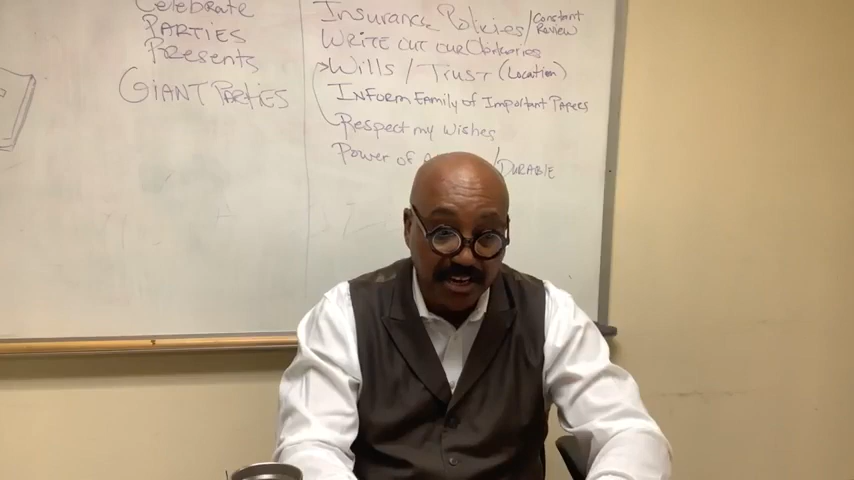 Celebrate
PARTIES
Presents
GIANT PARTIES
Insurance Policies/Constant Review
WRITE OUT OUR Obituaries
Wills / TRUST (Location)
INFORM Family of Important Papers
Respect my Wishes
Power of /DURABLE